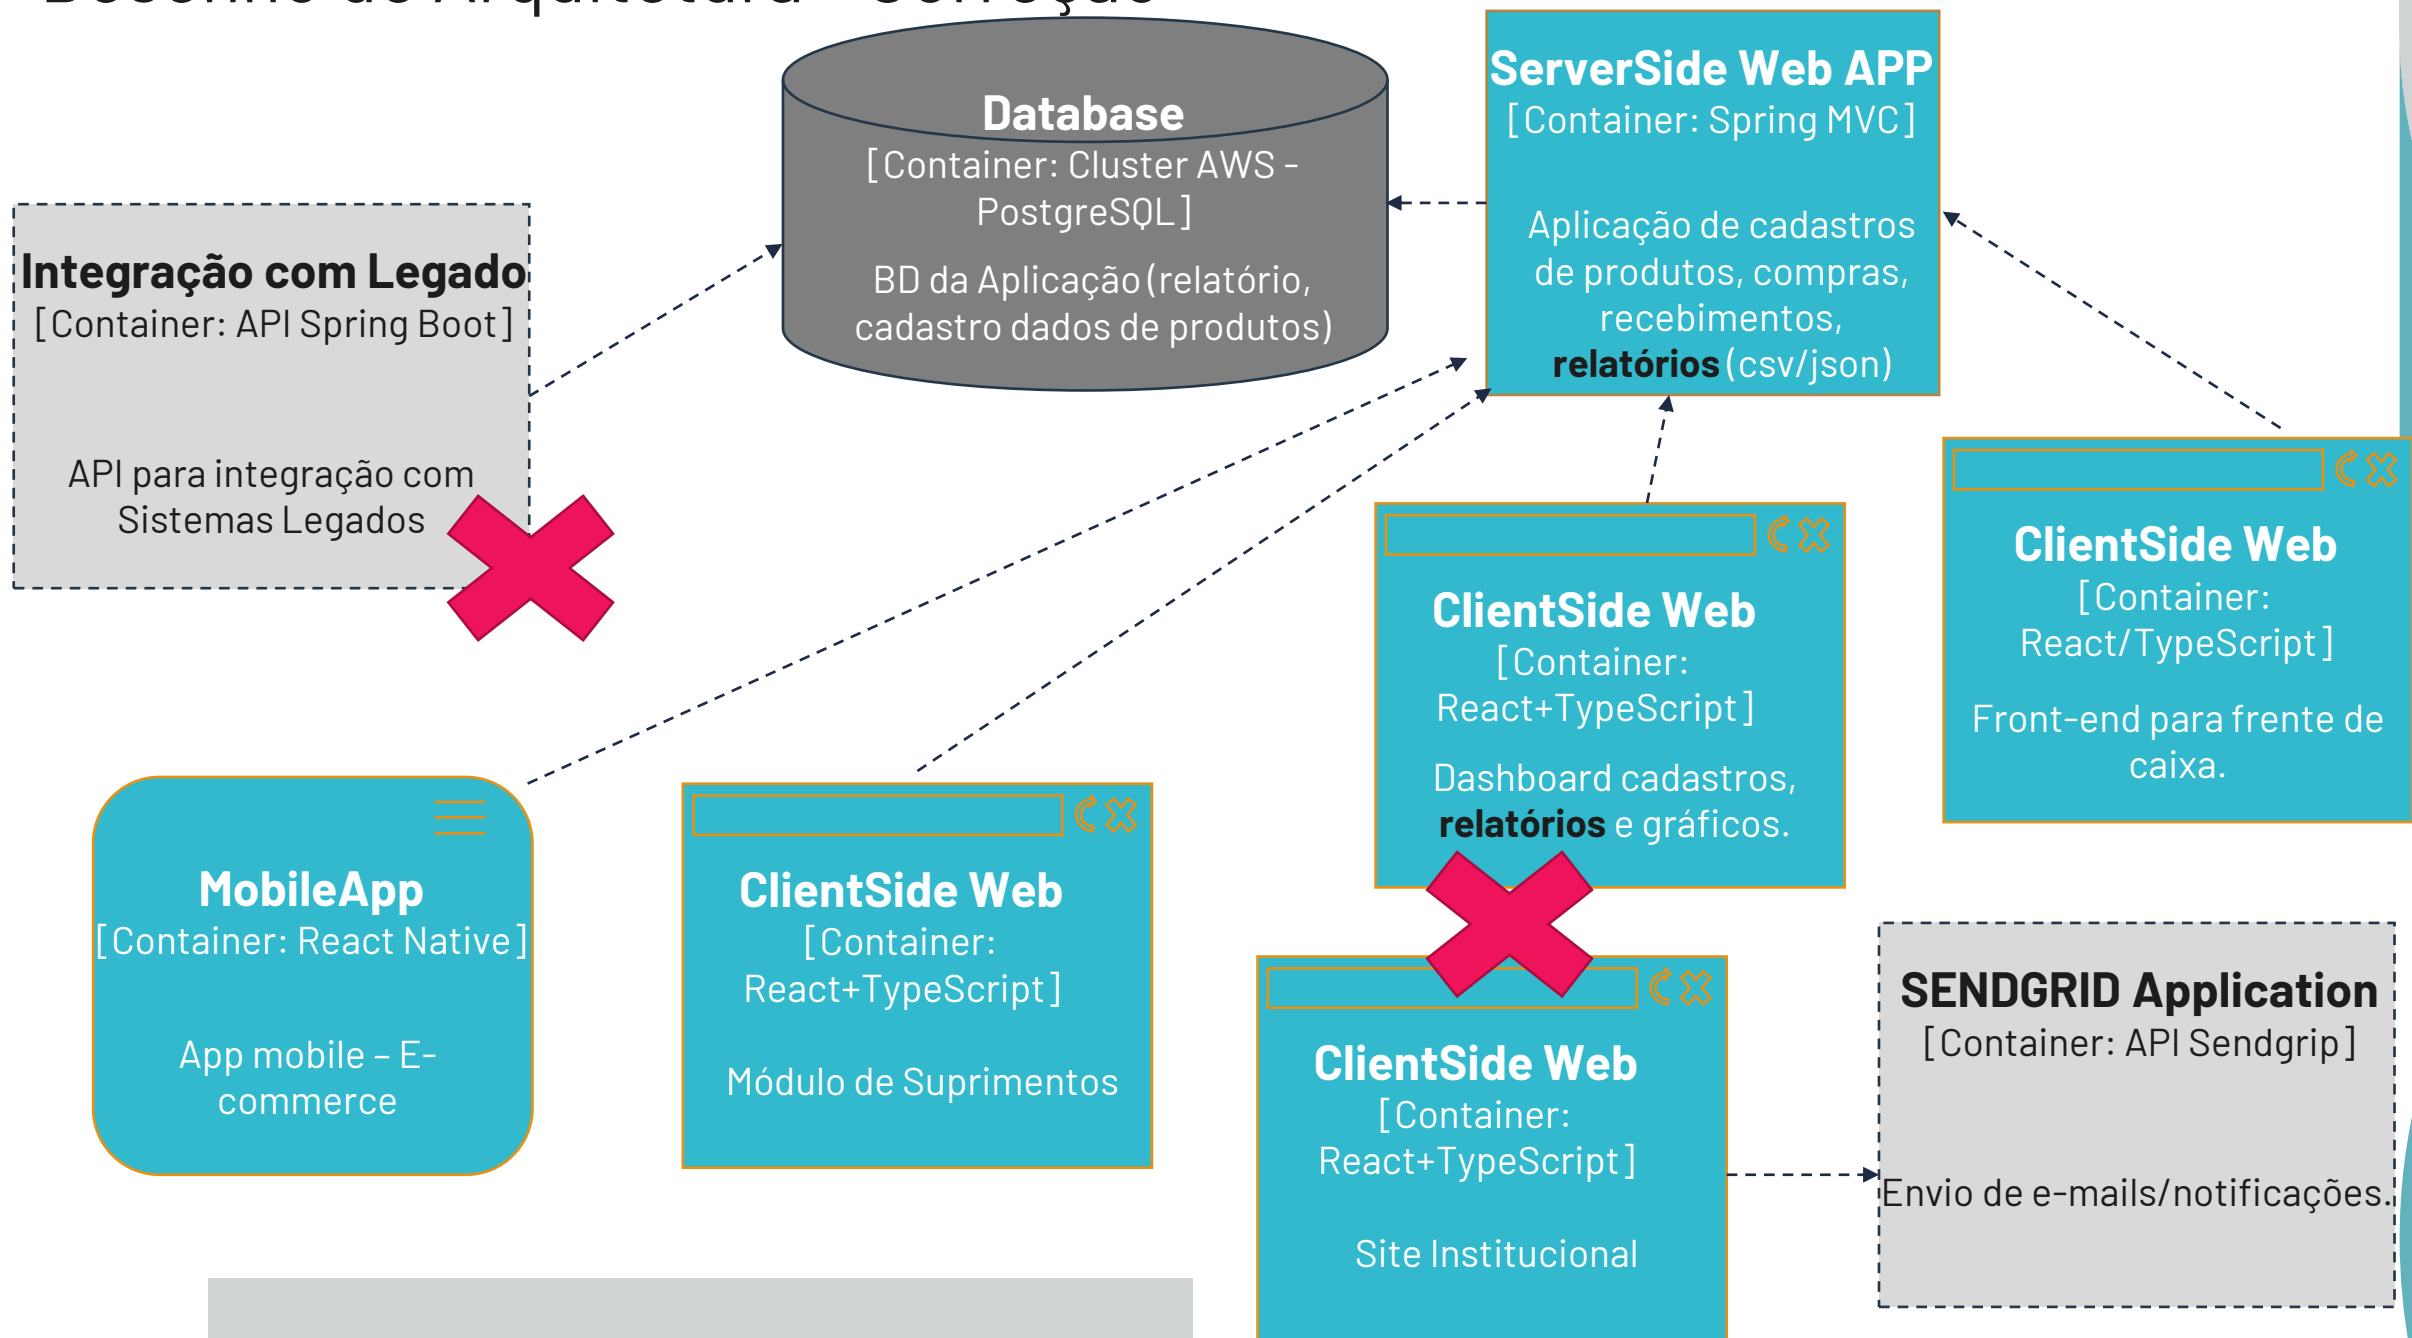 Desenho de Arquitetura - Correção
Database
[Container: Cluster AWS -
PostgreSQL]
BD da Aplicação (relatório,
cadastro dados de produtos)
ServerSide Web APP
[Container: Spring MVC]
Aplicação de cadastros
de produtos, compras,
recebimentos,
relatórios (csv/json)
Integração com Legado
[Container: API Spring Boot]
API para integração com
Sistemas Legados
ClientSide Web
[Container:
React/TypeScript]
Front-end para frente de
caixa.
ClientSide Web
[Container:
React+TypeScript]
Dashboard cadastros,
relatórios e gráficos.
MobileApp
[Container: React Native]
App mobile – E-
commerce
ClientSide Web
[Container:
React+TypeScript]
Módulo de Suprimentos
ClientSide Web
[Container:
React+TypeScript]
Site Institucional
SENDGRID Application
[Container: API Sendgrip]
Envio de e-mails/notificações.